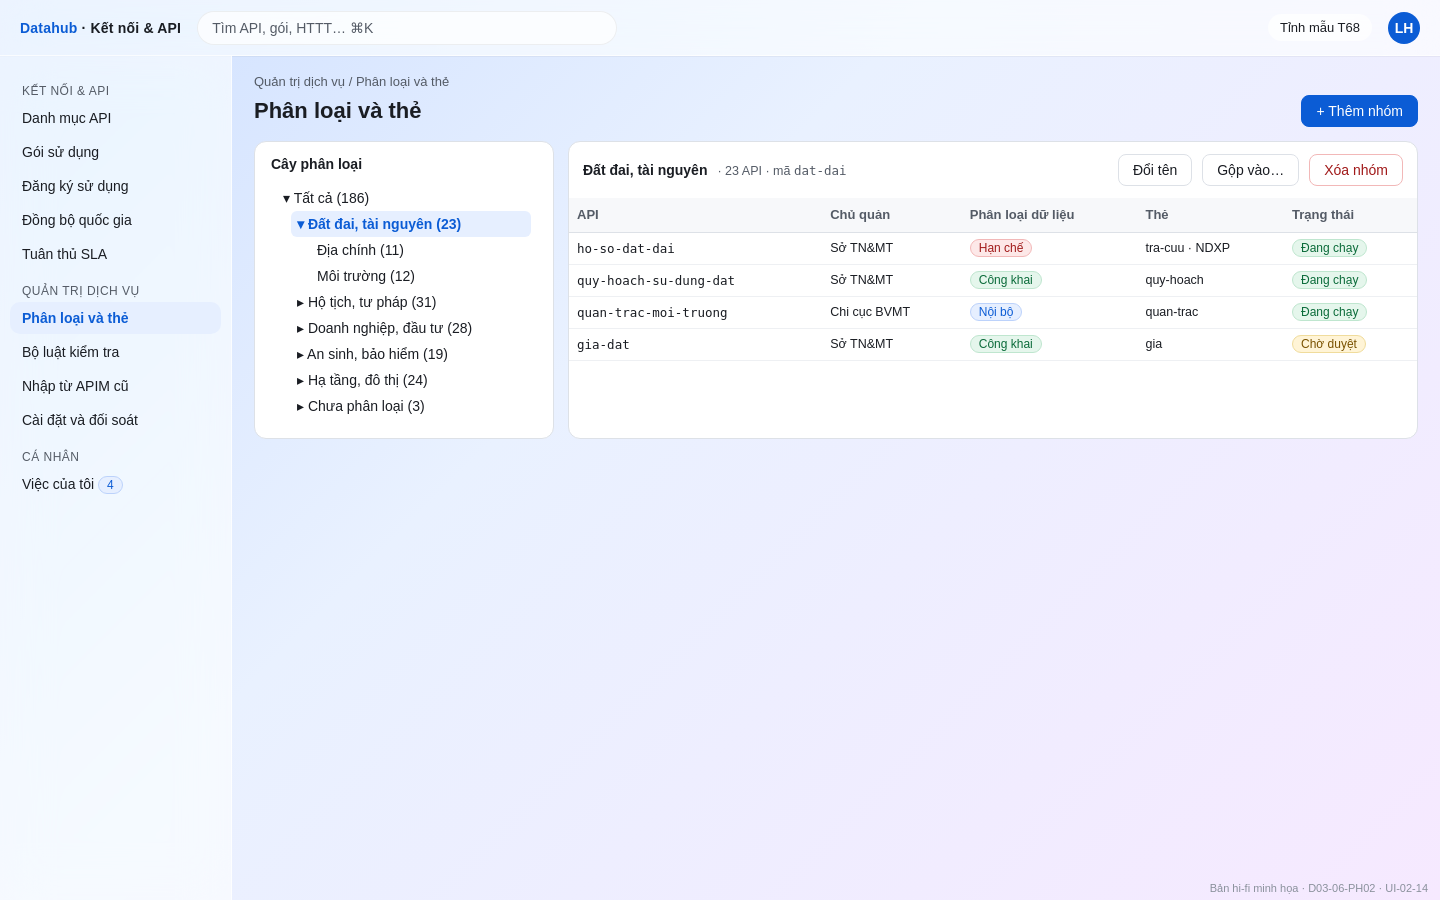 Datahub · Kết nối & API
Tìm API, gói, HTTT… ⌘K
Tỉnh mẫu T68
LH
KẾT NỐI & API
Danh mục API
Gói sử dụng
Đăng ký sử dụng
Đồng bộ quốc gia
Tuân thủ SLA
QUẢN TRỊ DỊCH VỤ
Phân loại và thẻ
Bộ luật kiểm tra
Nhập từ APIM cũ
Cài đặt và đối soát
CÁ NHÂN
Việc của tôi 4
Quản trị dịch vụ / Phân loại và thẻ
Phân loại và thẻ
+ Thêm nhóm
Cây phân loại
▾ Tất cả (186)
▾ Đất đai, tài nguyên (23)
Địa chính (11)
Môi trường (12)
▸ Hộ tịch, tư pháp (31)
▸ Doanh nghiệp, đầu tư (28)
▸ An sinh, bảo hiểm (19)
▸ Hạ tầng, đô thị (24)
▸ Chưa phân loại (3)
Đất đai, tài nguyên · 23 API · mã dat-dai
Đổi tên
Gộp vào…
Xóa nhóm
API Chủ quản Phân loại dữ liệu Thẻ Trạng thái
ho-so-dat-dai Sở TN&MT Hạn chế tra-cuu · NDXP Đang chạy
quy-hoach-su-dung-dat Sở TN&MT Công khai quy-hoach Đang chạy
quan-trac-moi-truong Chi cục BVMT Nội bộ quan-trac Đang chạy
gia-dat Sở TN&MT Công khai gia Chờ duyệt
Bản hi-fi minh họa · D03-06-PH02 · UI-02-14